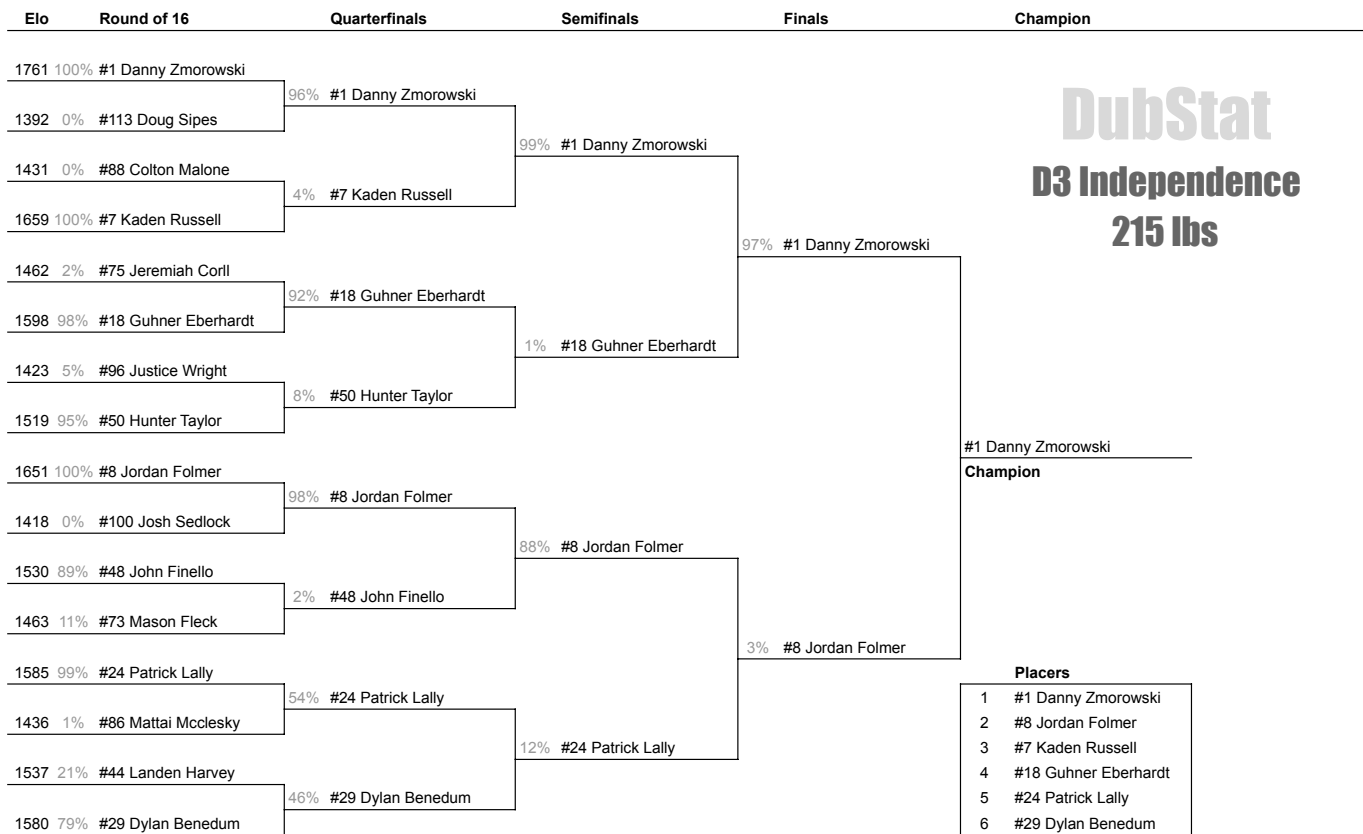 Elo Round of 16 Quarterfinals Semifinals Finals Champion
1761 100% #1 Danny Zmorowski
96% #1 Danny Zmorowski
DubStat
1392 0% #113 Doug Sipes
99% #1 Danny Zmorowski
1431 0% #88 Colton Malone
D3 Independence
4% #7 Kaden Russell
1659 100% #7 Kaden Russell
215 lbs
97% #1 Danny Zmorowski
1462 2% #75 Jeremiah Corll
92% #18 Guhner Eberhardt
1598 98% #18 Guhner Eberhardt
1% #18 Guhner Eberhardt
1423 5% #96 Justice Wright
8% #50 Hunter Taylor
1519 95% #50 Hunter Taylor
#1 Danny Zmorowski
1651 100% #8 Jordan Folmer
Champion
98% #8 Jordan Folmer
1418 0% #100 Josh Sedlock
88% #8 Jordan Folmer
1530 89% #48 John Finello
2% #48 John Finello
1463 11% #73 Mason Fleck
3% #8 Jordan Folmer
1585 99% #24 Patrick Lally
Placers
54% #24 Patrick Lally
1 #1 Danny Zmorowski
1436 1% #86 Mattai Mcclesky
2 #8 Jordan Folmer
12% #24 Patrick Lally
3 #7 Kaden Russell
1537 21% #44 Landen Harvey
4 #18 Guhner Eberhardt
46% #29 Dylan Benedum
5 #24 Patrick Lally
1580 79% #29 Dylan Benedum
6 #29 Dylan Benedum